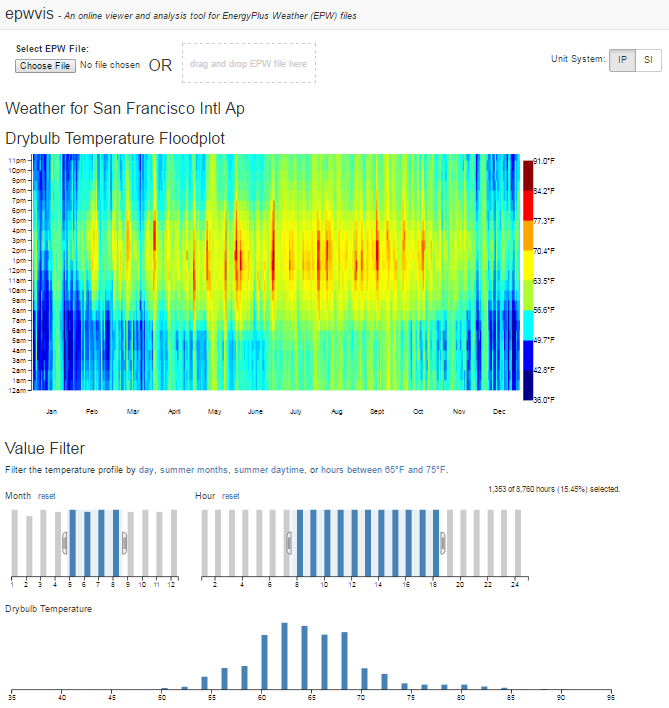 epwvis - An online viewer and analysis tool for EnergyPlus Weather (EPW) files
Select EPW File:
Choose File No file chosen OR drag and drop EPW file here
Unit System: IP SI
Weather for San Francisco Intl Ap
Drybulb Temperature Floodplot
11pm
10pm
9pm
8pm
7pm
6pm
5pm
4pm
3pm
2pm
1pm
12pm
11am
10am
9am
8am
7am
6am
5am
4am
3am
2am
1am
12am
Jan Feb Mar April May June July Aug Sept Oct Nov Dec
91.0°F
84.2°F
77.3°F
70.4°F
63.5°F
56.6°F
49.7°F
42.8°F
36.0°F
Value Filter
Filter the temperature profile by day, summer months, summer daytime, or hours between 65°F and 75°F.
1,353 of 8,760 hours (15.45%) selected.
Month reset
1 2 3 4 5 6 7 8 9 10 11 12
Hour reset
2 4 6 8 10 12 14 16 18 20 22 24
Drybulb Temperature
35 40 45 50 55 60 65 70 75 80 85 90 95